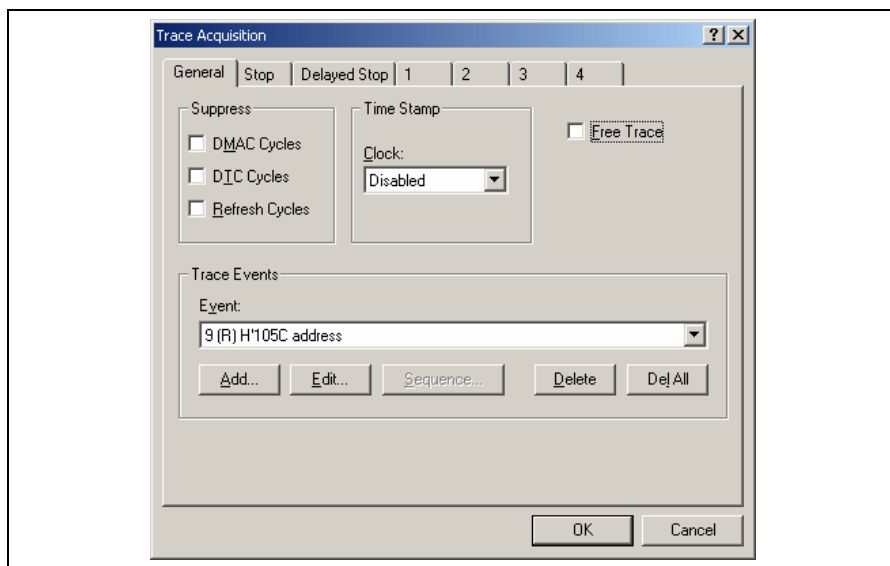 Trace Acquisition
General Stop Delayed Stop 1 2 3 4
Suppress
DMAC Cycles
DTC Cycles
Refresh Cycles
Time Stamp
Clock:
Disabled
Free Trace
Trace Events
Event:
9 (R) H'105C address
Add... Edit... Sequence... Delete Del All
OK Cancel